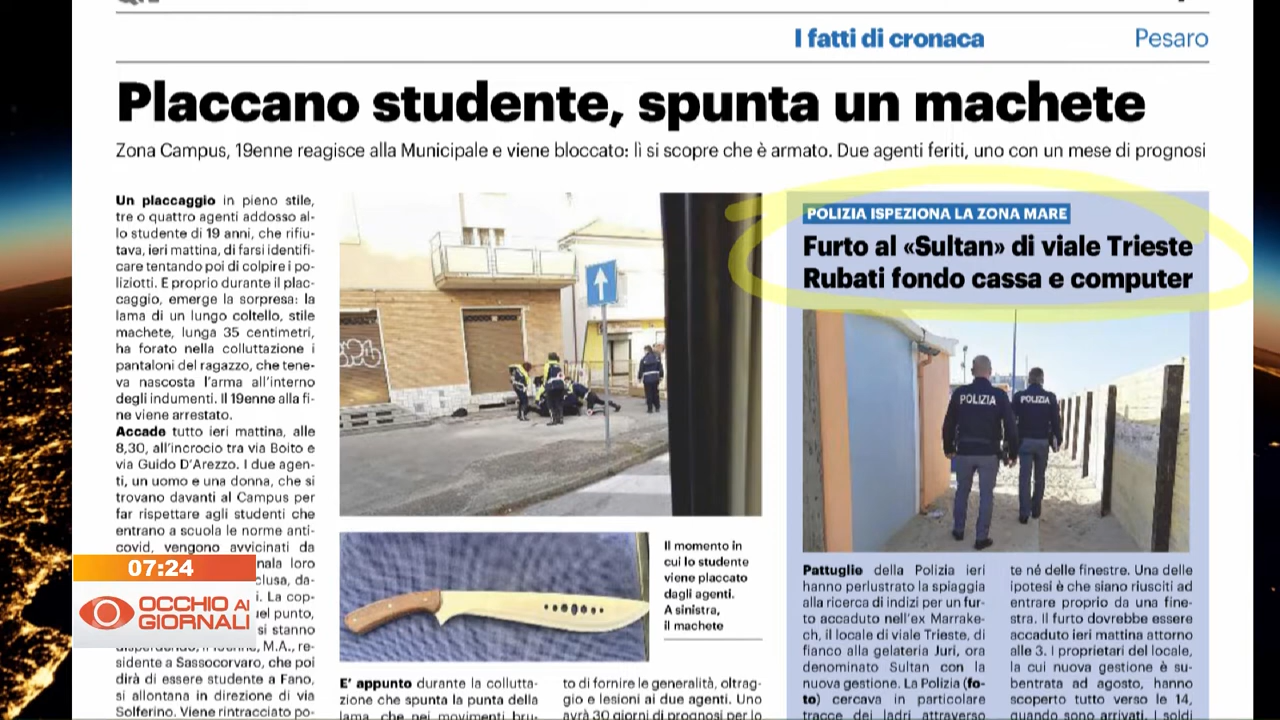 I fatti di cronaca
Pesaro
Placcano studente, spunta un machete
Zona Campus, 19enne reagisce alla Municipale e viene bloccato: lì si scopre che è armato. Due agenti feriti, uno con un mese di prognosi
Un placcaggio in pieno stile,
tre o quattro agenti addosso al-
lo studente di 19 anni, che rifiu-
tava, ieri mattina, di farsi identifi-
care tentando poi di colpire i po-
liziotti. E proprio durante il plac-
caggio, emerge la sorpresa: la
lama di un lungo coltello, stile
machete, lunga 35 centimetri,
ha forato nella colluttazione i
pantaloni del ragazzo, che tene-
va nascosta l'arma all'interno
degli indumenti. Il 19enne alla fi-
ne viene arrestato.
Accade tutto ieri mattina, alle
8,30, all'incrocio tra via Boito e
via Guido D'Arezzo. I due agen-
ti, un uomo e una donna, che si
trovano davanti al Campus per
far rispettare agli studenti che
entrano a scuola le norme anti-
covid, vengono avvicinati da
nala loro
clusa, da-
i. La cop-
uel punto,
si stanno
M.A., re-
sidente a Sassocorvaro, che poi
dirà di essere studente a Fano,
si allontana in direzione di via
Solferino. Viene rintracciato po-
07:24
OCCHIO AI
GIORNALI
Il momento in
cui lo studente
viene placcato
dagli agenti.
A sinistra,
il machete
E' appunto durante la collutta-
zione che spunta la punta della
lama, che nei movimenti bru-
to di fornire le generalità, oltrag-
gio e lesioni ai due agenti. Uno
avrà 30 giorni di prognosi per lo
POLIZIA ISPEZIONA LA ZONA MARE
Furto al «Sultan» di viale Trieste
Rubati fondo cassa e computer
POLIZIA
POLIZIA
Pattuglie della Polizia ieri
hanno perlustrato la spiaggia
alla ricerca di indizi per un fur-
to accaduto nell'ex Marrake-
ch, il locale di viale Trieste, di
fianco alla gelateria Juri, ora
denominato Sultan con la
nuova gestione. La Polizia (fo-
to) cercava in particolare
tracce dei ladri attraverso
te né delle finestre. Una delle
ipotesi è che siano riusciti ad
entrare proprio da una fine-
stra. Il furto dovrebbe essere
accaduto ieri mattina attorno
alle 3. I proprietari del locale,
la cui nuova gestione è su-
bentrata ad agosto, hanno
scoperto tutto verso le 14,
quando sono arrivati. I soldi